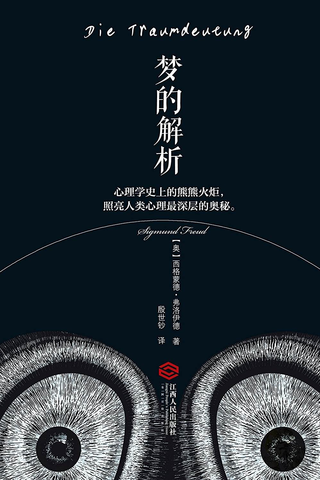 Die Traumdeutung
梦的解析
心理学史上的熊熊火炬，
照亮人类心理最深层的奥秘。
Sigmund Freud
【奥】西格蒙德·弗洛伊德 著
殷世钞 译
江西人民出版社